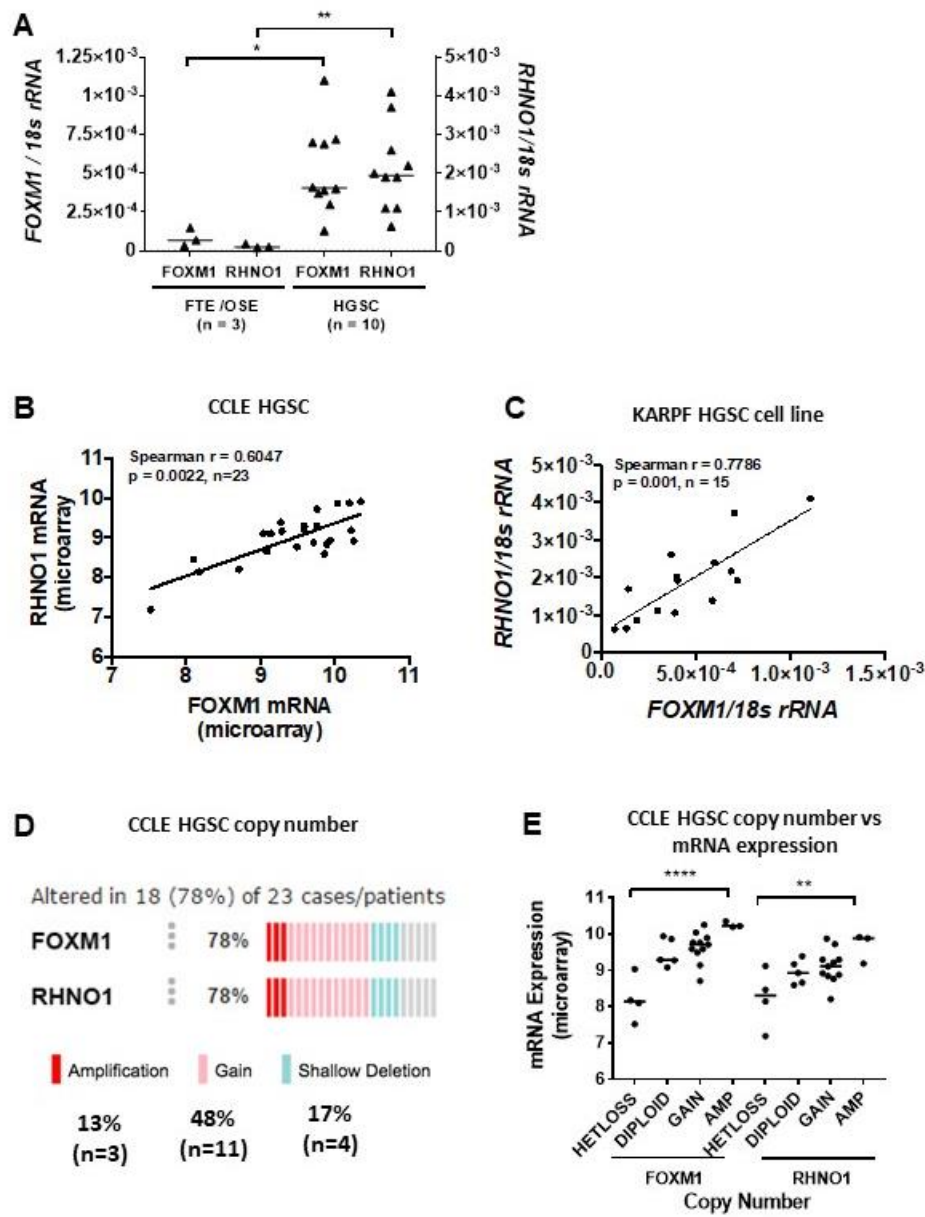 A
**
*
1.25×10⁻³
1×10⁻³
7.5×10⁻⁴
5×10⁻⁴
2.5×10⁻⁴
0
FOXM1 / 18s rRNA
5×10⁻³
4×10⁻³
3×10⁻³
2×10⁻³
1×10⁻³
0
RHNO1/18s rRNA
FOXM1 RHNO1 FOXM1 RHNO1
FTE /OSE HGSC
(n = 3) (n = 10)
B
CCLE HGSC
Spearman r = 0.6047
p = 0.0022, n=23
11
10
9
8
7
6
RHNO1 mRNA
(microarray)
7 8 9 10 11
FOXM1 mRNA
(microarray)
C
KARPF HGSC cell line
Spearman r = 0.7786
p = 0.001, n = 15
5×10⁻³
4×10⁻³
3×10⁻³
2×10⁻³
1×10⁻³
0
RHNO1/18s rRNA
0.0 5.0×10⁻⁴ 1.0×10⁻³ 1.5×10⁻³
FOXM1/18s rRNA
D
CCLE HGSC copy number
Altered in 18 (78%) of 23 cases/patients
FOXM1 78%
RHNO1 78%
Amplification Gain Shallow Deletion
13% 48% 17%
(n=3) (n=11) (n=4)
E
CCLE HGSC copy number vs
mRNA expression
****
**
11
10
9
8
7
6
mRNA Expression
(microarray)
HETLOSS DIPLOID GAIN AMP HETLOSS DIPLOID GAIN AMP
FOXM1 RHNO1
Copy Number